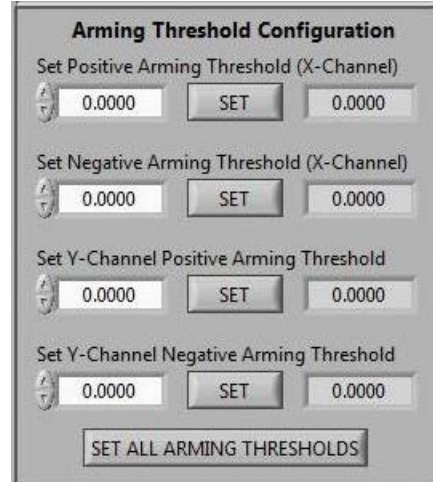 Arming Threshold Configuration
Set Positive Arming Threshold (X-Channel)
0.0000 SET 0.0000
Set Negative Arming Threshold (X-Channel)
0.0000 SET 0.0000
Set Y-Channel Positive Arming Threshold
0.0000 SET 0.0000
Set Y-Channel Negative Arming Threshold
0.0000 SET 0.0000
SET ALL ARMING THRESHOLDS